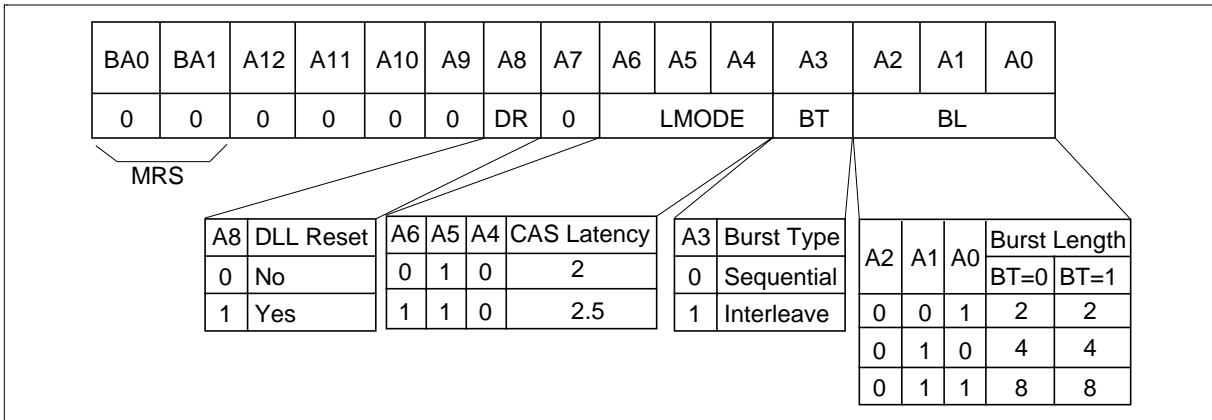 BA0 BA1 A12 A11 A10 A9 A8 A7 A6 A5 A4 A3 A2 A1 A0
0 0 0 0 0 0 DR 0 LMODE BT BL
MRS
A8 DLL Reset
0 No
1 Yes
A6 A5 A4 CAS Latency
0 1 0 2
1 1 0 2.5
A3 Burst Type
0 Sequential
1 Interleave
A2 A1 A0 Burst Length
BT=0 BT=1
0 0 1 2 2
0 1 0 4 4
0 1 1 8 8